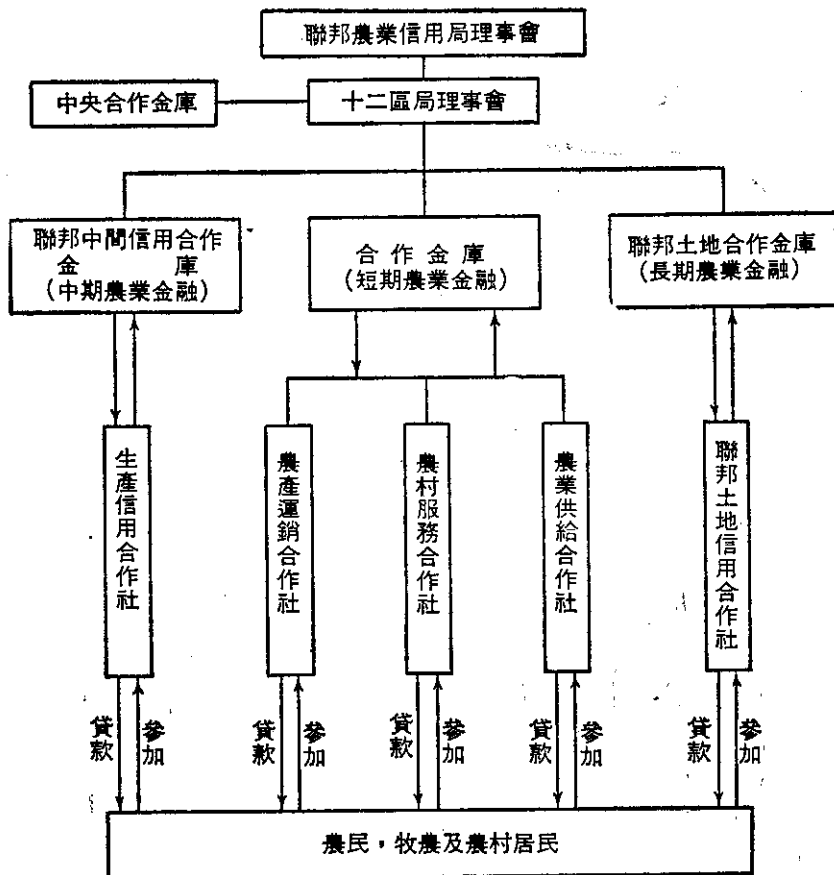 聯邦農業信用局理事會
中央合作金庫
十二區局理事會
聯邦中間信用合作
金庫
(中期農業金融)
合作金庫
(短期農業金融)
聯邦土地合作金庫
(長期農業金融)
生產信用合作社
農產運銷合作社
農村服務合作社
農業供給合作社
聯邦土地信用合作社
貸款
參加
貸款
參加
貸款
參加
貸款
參加
貸款
參加
農民，牧農及農村居民